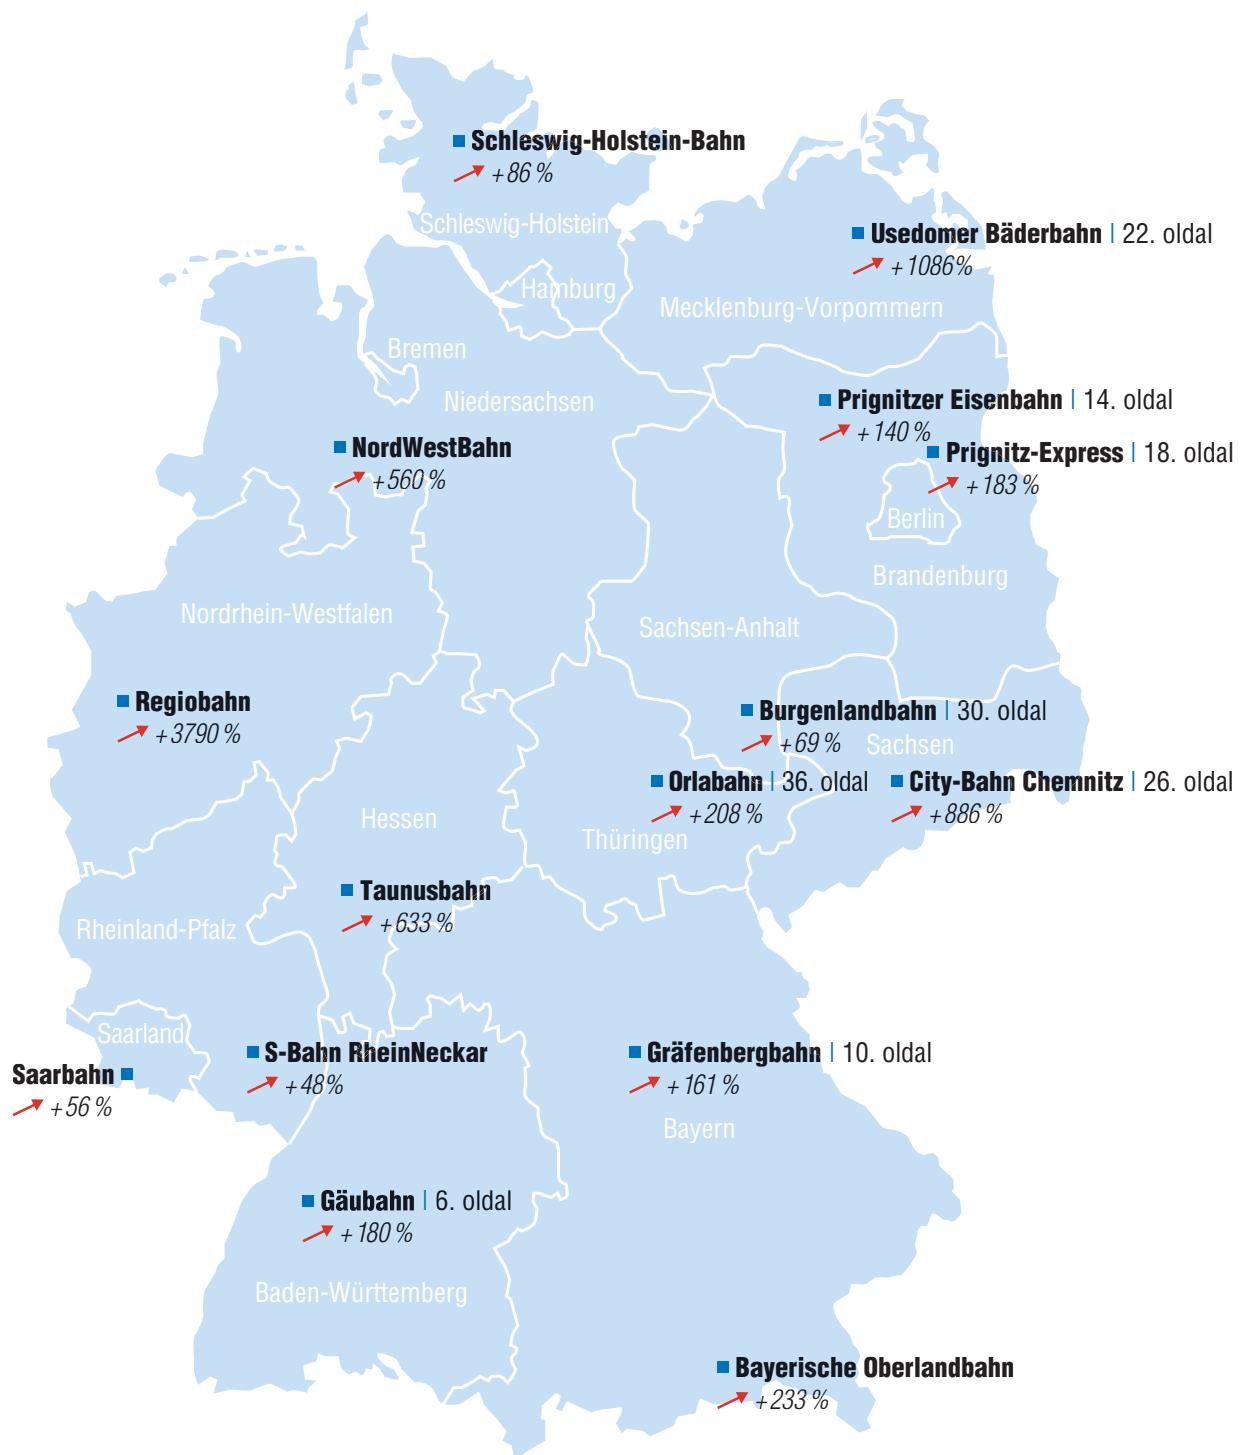 Schleswig-Holstein-Bahn
+86 %
Schleswig-Holstein
Usedomer Bäderbahn | 22. oldal
+1086%
Hamburg
Mecklenburg-Vorpommern
Bremen
Niedersachsen
Prignitzer Eisenbahn | 14. oldal
+140 %
NordWestBahn
+560 %
Prignitz-Express | 18. oldal
+183 %
Berlin
Brandenburg
Nordrhein-Westfalen
Sachsen-Anhalt
Regiobahn
+3790 %
Burgenlandbahn | 30. oldal
+69 %
Sachsen
Orlabahn | 36. oldal
+208 %
City-Bahn Chemnitz | 26. oldal
+886 %
Hessen
Thüringen
Taunusbahn
+633 %
Rheinland-Pfalz
Saarland
S-Bahn RheinNeckar
+48%
Gräfenbergbahn | 10. oldal
+161 %
Saarbahn
+56 %
Bayern
Gäubahn | 6. oldal
+180 %
Baden-Württemberg
Bayerische Oberlandbahn
+233 %